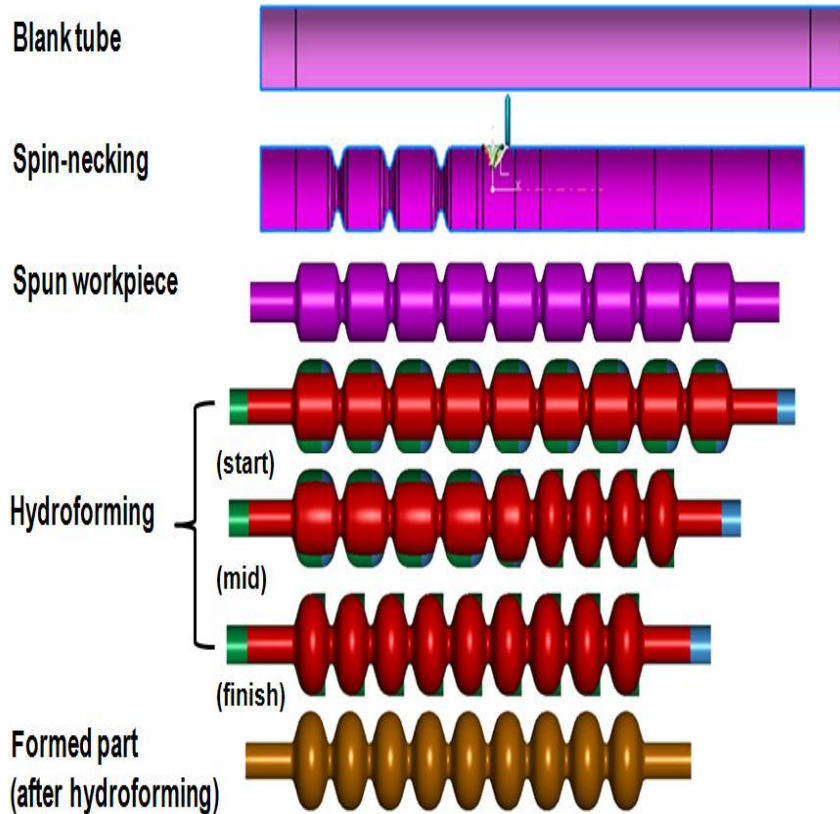 Blank tube
Spin-necking
Spun workpiece
(start)
Hydroforming
(mid)
(finish)
Formed part
(after hydroforming)